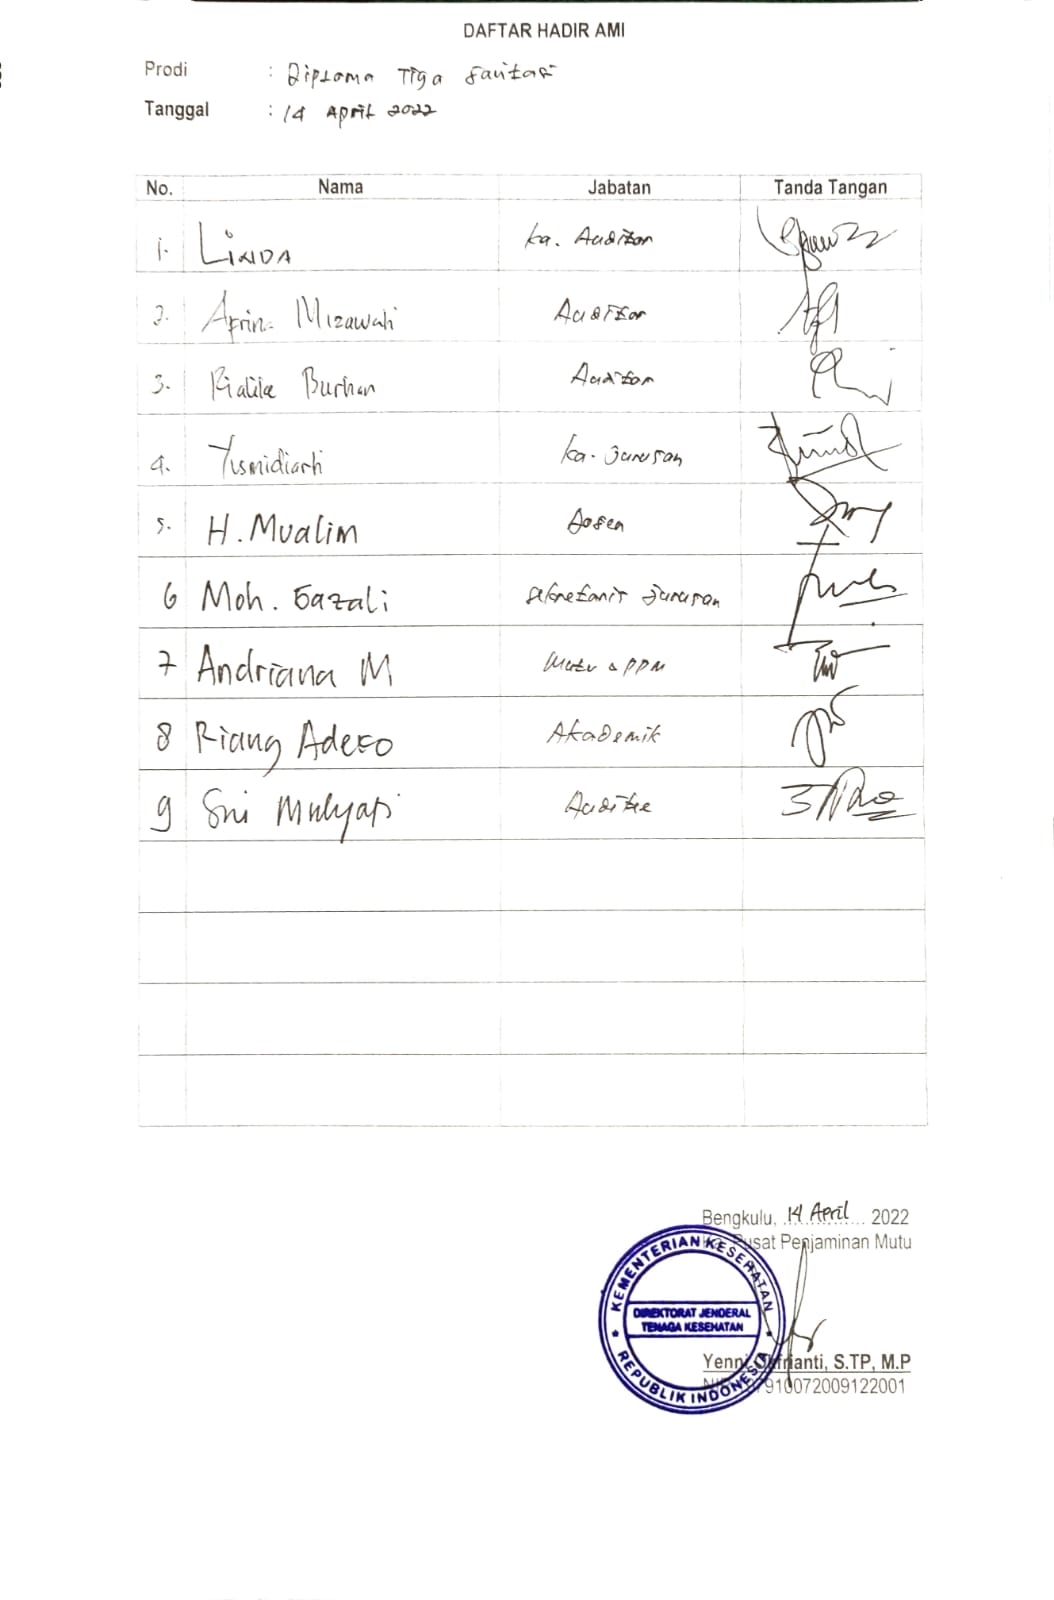 DAFTAR HADIR AMI
Prodi : Diploma Tiga Sanitasi
Tanggal : 14 April 2022
No. Nama Jabatan Tanda Tangan
1. LINDA Ka. Auditor
2. Aprina Mizawati Auditor
3. Burhan Auditor
4. Yusmidiarti Ka. Jurusan
5. H. Mualim Dosen
6 Moh. Gazali Sekretaris Jurusan
7 Andriana M Mutu & PPM
8 Riang Adeko Akademik
9 Sri Mulyati Auditee
Bengkulu, 14 April 2022
Pusat Penjaminan Mutu
KEMENTERIAN KESEHATAN
DIREKTORAT JENDERAL
TENAGA KESEHATAN
REPUBLIK INDONESIA
Yenni Okfrianti, S.TP, M.P
910072009122001